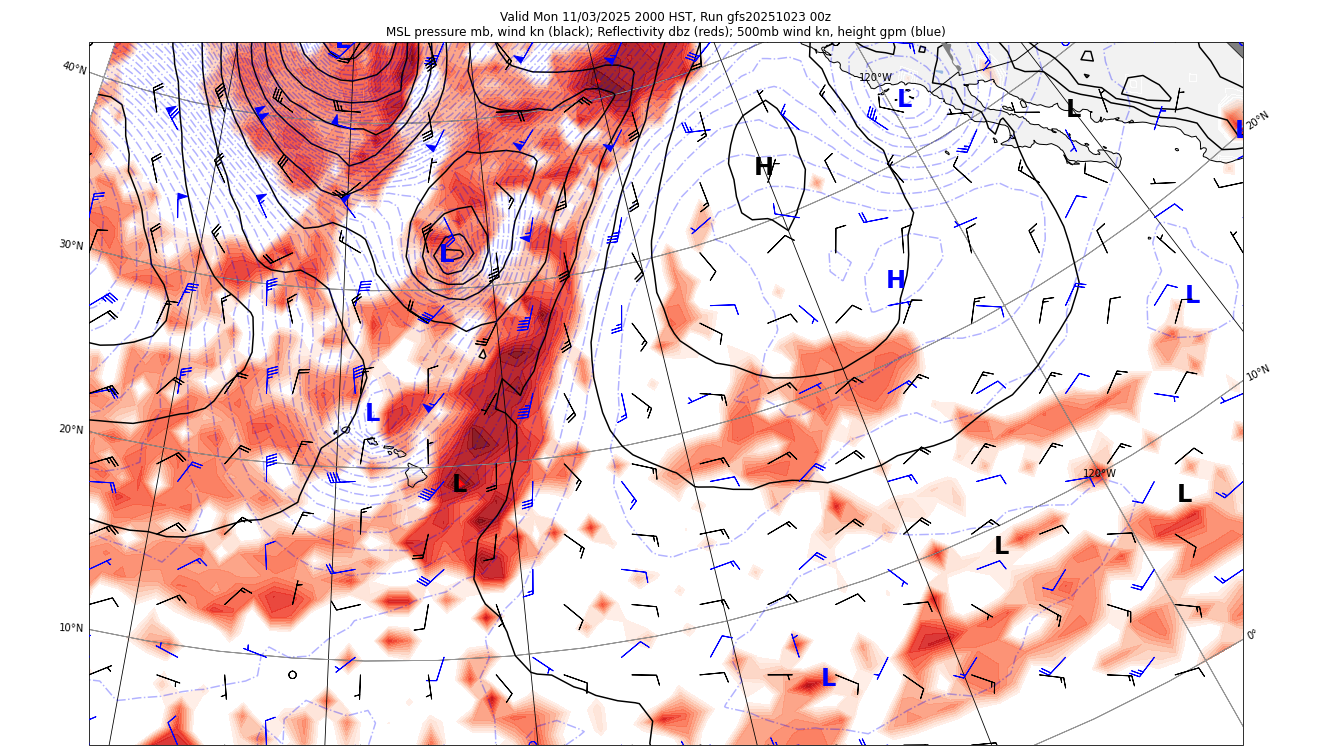 Valid Mon 11/03/2025 2000 HST, Run gfs20251023 00z
MSL pressure mb, wind kn (black); Reflectivity dbz (reds); 500mb wind kn, height gpm (blue)
L
40°N
120°W
L
L
20°N
L
H
30°N
L
H
L
10°N
L
20°N
120°W
L
L
L
10°N
0°
L